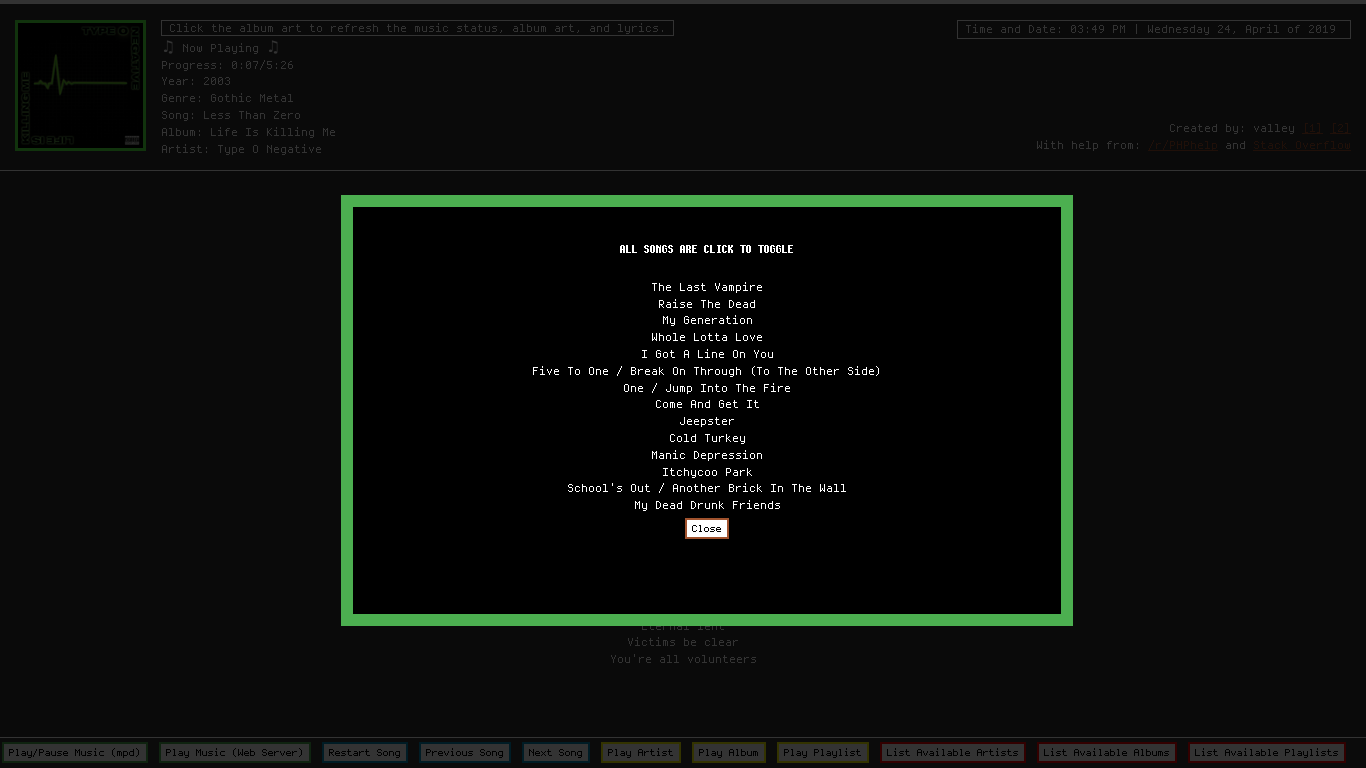 Click the album art to refresh the music status, album art, and lyrics.
♫ Now Playing ♫
Progress: 0:07/5:26
Year: 2003
Genre: Gothic Metal
Song: Less Than Zero
Album: Life Is Killing Me
Artist: Type O Negative
Time and Date: 03:49 PM | Wednesday 24, April of 2019
Created by: valley [1] [2]
With help from: /r/PHPhelp and Stack Overflow
TYPE O NEGATIVE
ALL SONGS ARE CLICK TO TOGGLE
The Last Vampire
Raise The Dead
My Generation
Whole Lotta Love
I Got A Line On You
Five To One / Break On Through (To The Other Side)
One / Jump Into The Fire
Come And Get It
Jeepster
Cold Turkey
Manic Depression
Itchycoo Park
School's Out / Another Brick In The Wall
My Dead Drunk Friends
Close
Victims be clear
You're all volunteers
Play/Pause Music (mpd)
Play Music (Web Server)
Restart Song
Previous Song
Next Song
Play Artist
Play Album
Play Playlist
List Available Artists
List Available Albums
List Available Playlists